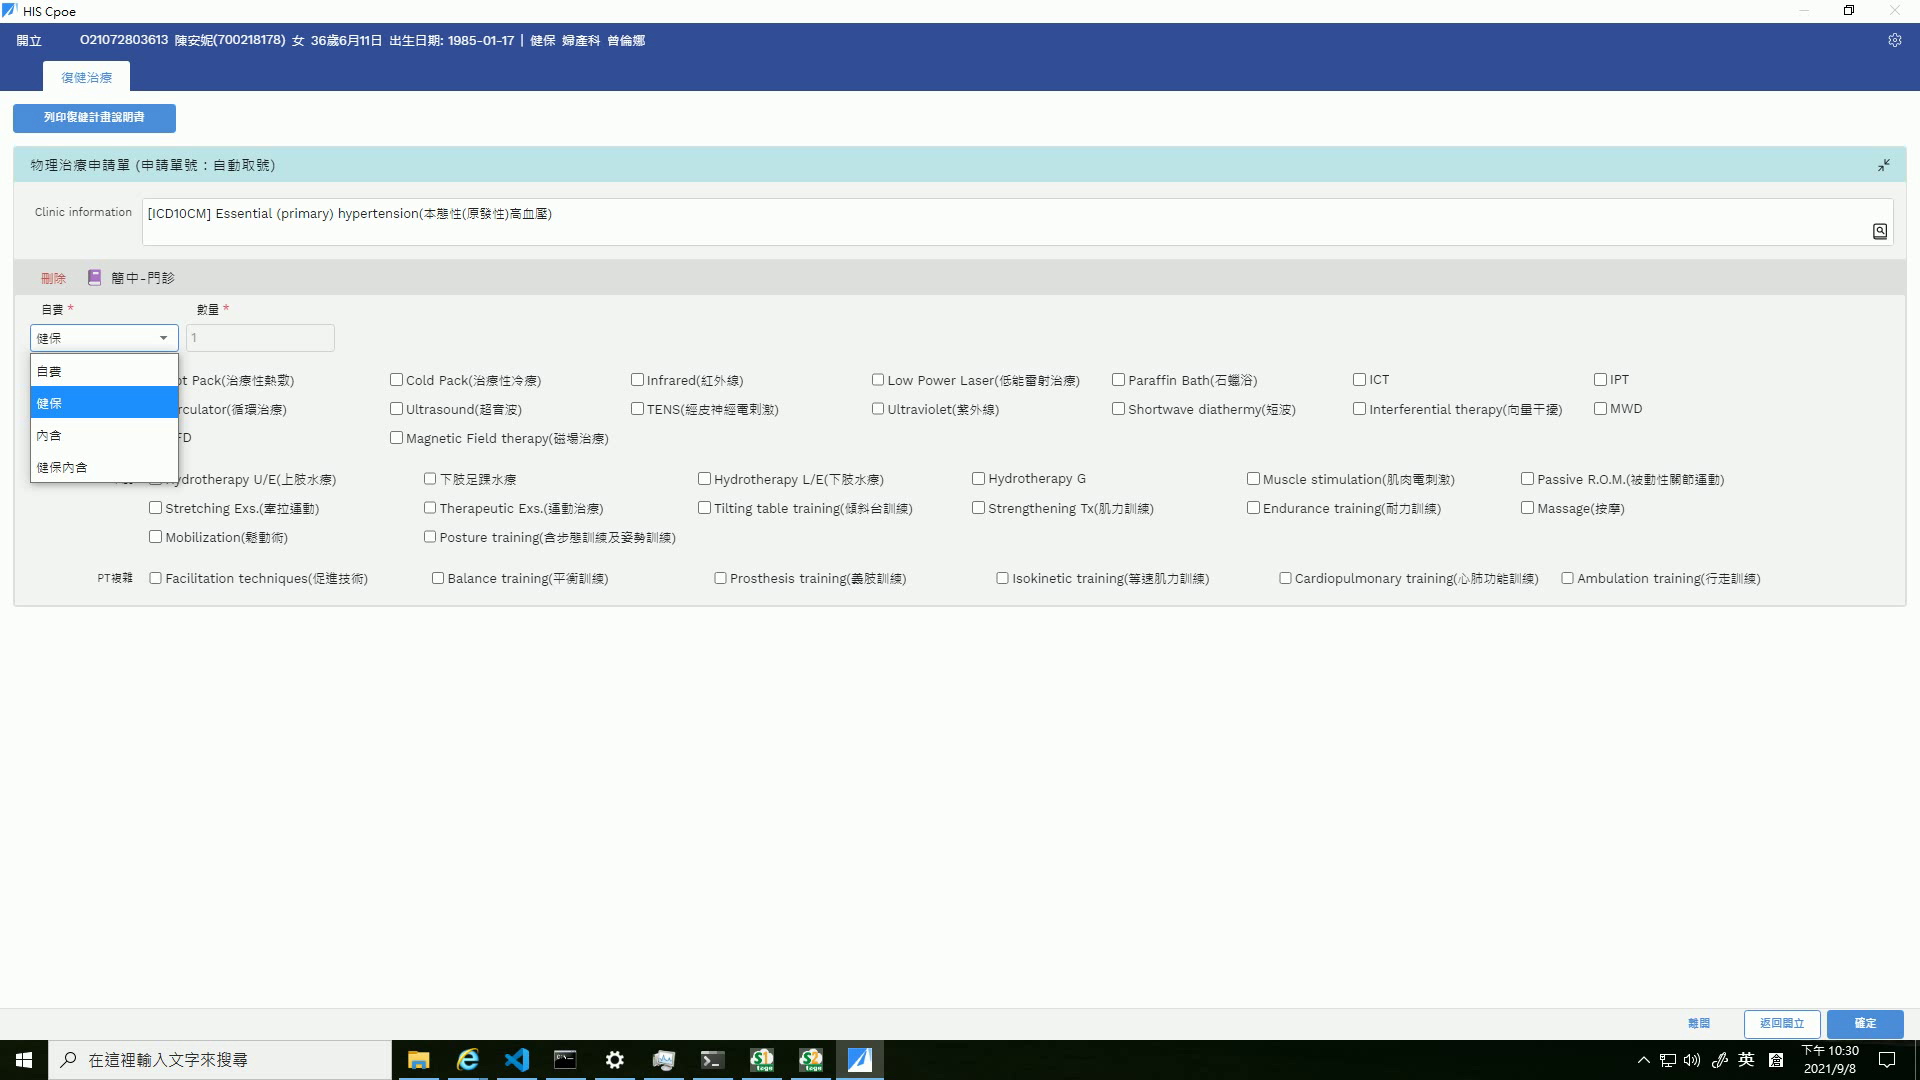 HIS Cpoe
開立 O21072803613 陳安妮(700218178) 女 36歲6月11日 出生日期: 1985-01-17 | 健保 婦產科 曾倫娜
復健治療
列印復健計畫說明書
物理治療申請單 (申請單號：自動取號)
Clinic information [ICD10CM] Essential (primary) hypertension(本態性(原發性)高血壓)
刪除 簡中-門診
自費 * 數量 *
健保 1
自費
健保
內含
健保內含
ot Pack(治療性熱敷) Cold Pack(治療性冷療) Infrared(紅外線) Low Power Laser(低能雷射治療) Paraffin Bath(石蠟浴) ICT IPT
rculator(循環治療) Ultrasound(超音波) TENS(經皮神經電刺激) Ultraviolet(紫外線) Shortwave diathermy(短波) Interferential therapy(向量干擾) MWD
FD Magnetic Field therapy(磁場治療)
ydrotherapy U/E(上肢水療) 下肢足踝水療 Hydrotherapy L/E(下肢水療) Hydrotherapy G Muscle stimulation(肌肉電刺激) Passive R.O.M.(被動性關節運動)
Stretching Exs.(牽拉運動) Therapeutic Exs.(運動治療) Tilting table training(傾斜台訓練) Strengthening Tx(肌力訓練) Endurance training(耐力訓練) Massage(按摩)
Mobilization(鬆動術) Posture training(含步態訓練及姿勢訓練)
PT複雜 Facilitation techniques(促進技術) Balance training(平衡訓練) Prosthesis training(義肢訓練) Isokinetic training(等速肌力訓練) Cardiopulmonary training(心肺功能訓練) Ambulation training(行走訓練)
離開 返回開立 確定
在這裡輸入文字來搜尋
S1 togo S2 togo
英 倉
下午 10:30
2021/9/8